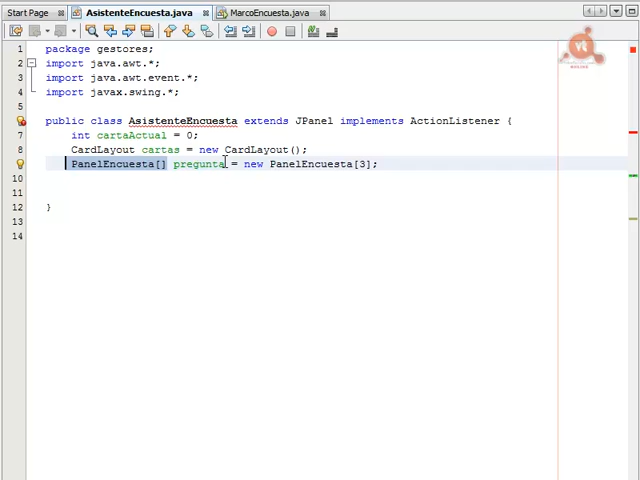 Start Page AsistenteEncuesta.java MarcoEncuesta.java
1 package gestores;
2 import java.awt.*;
3 import java.awt.event.*;
4 import javax.swing.*;
5
6 public class AsistenteEncuesta extends JPanel implements ActionListener {
7 int cartaActual = 0;
8 CardLayout cartas = new CardLayout();
PanelEncuesta[] pregunta = new PanelEncuesta[3];
10
11
12 }
13
14